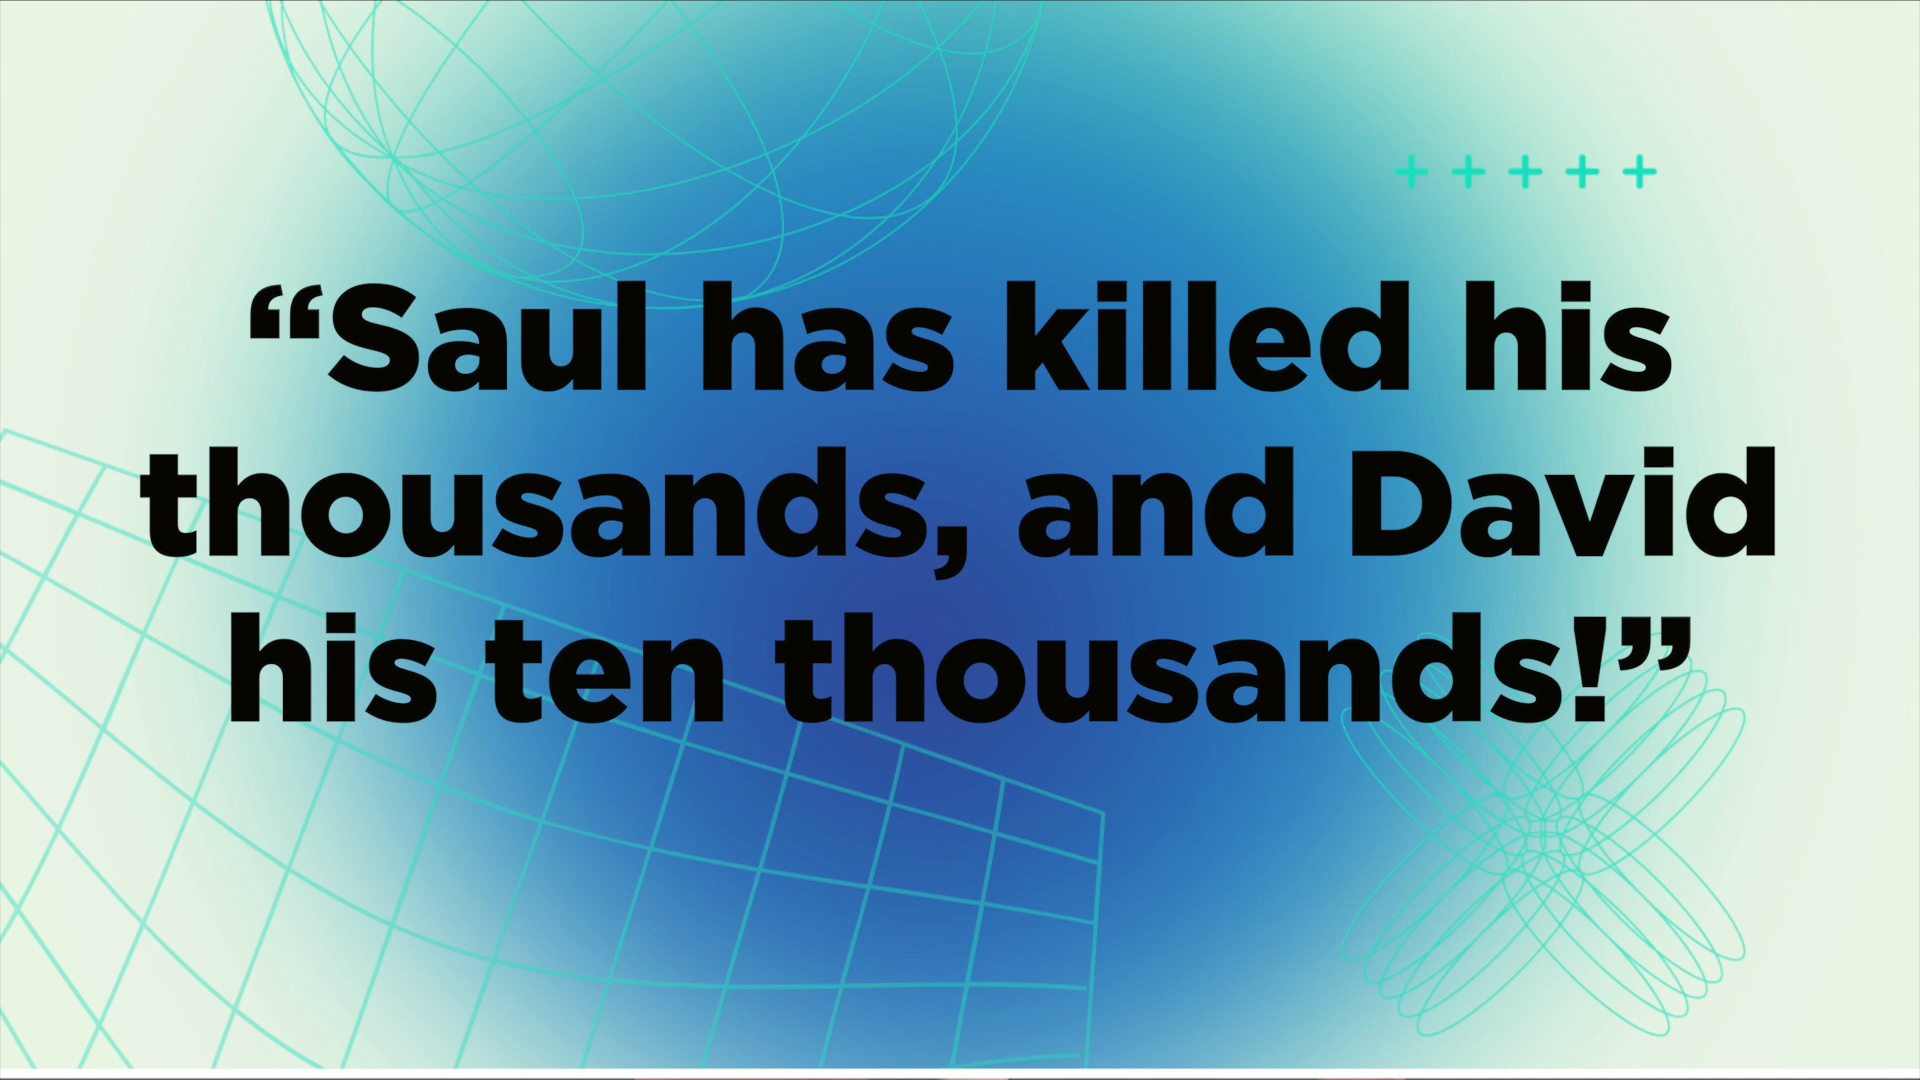 “Saul has killed his
thousands, and David
his ten thousands!”